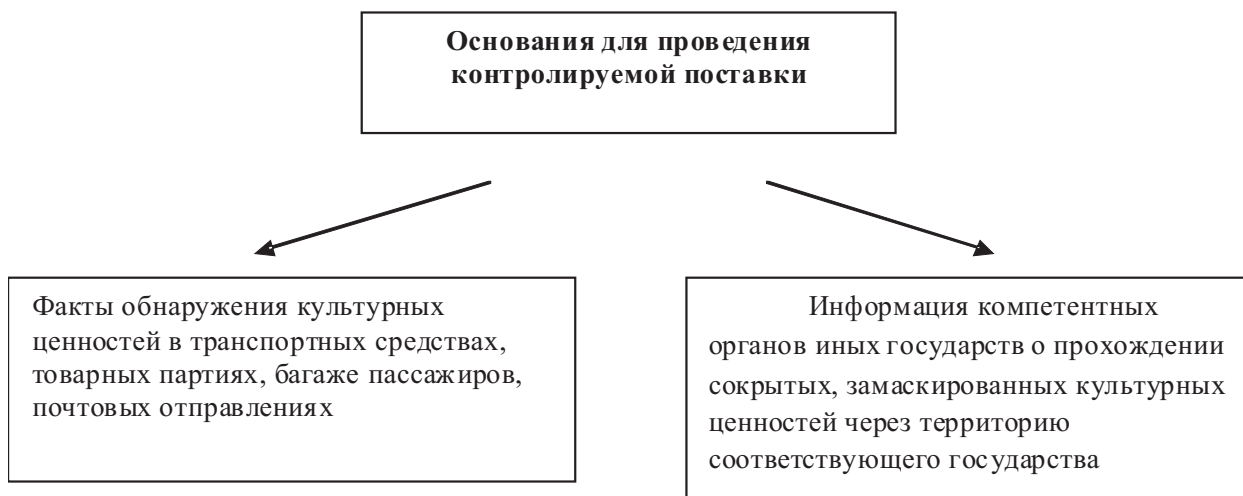 Основания для проведения
контролируемой поставки
Факты обнаружения культурных
ценностей в транспортных средствах,
товарных партиях, багаже пассажиров,
почтовых отправлениях
Информация компетентных
органов иных государств о прохождении
сокрытых, замаскированных культурных
ценностей через территорию
соответствующего государства